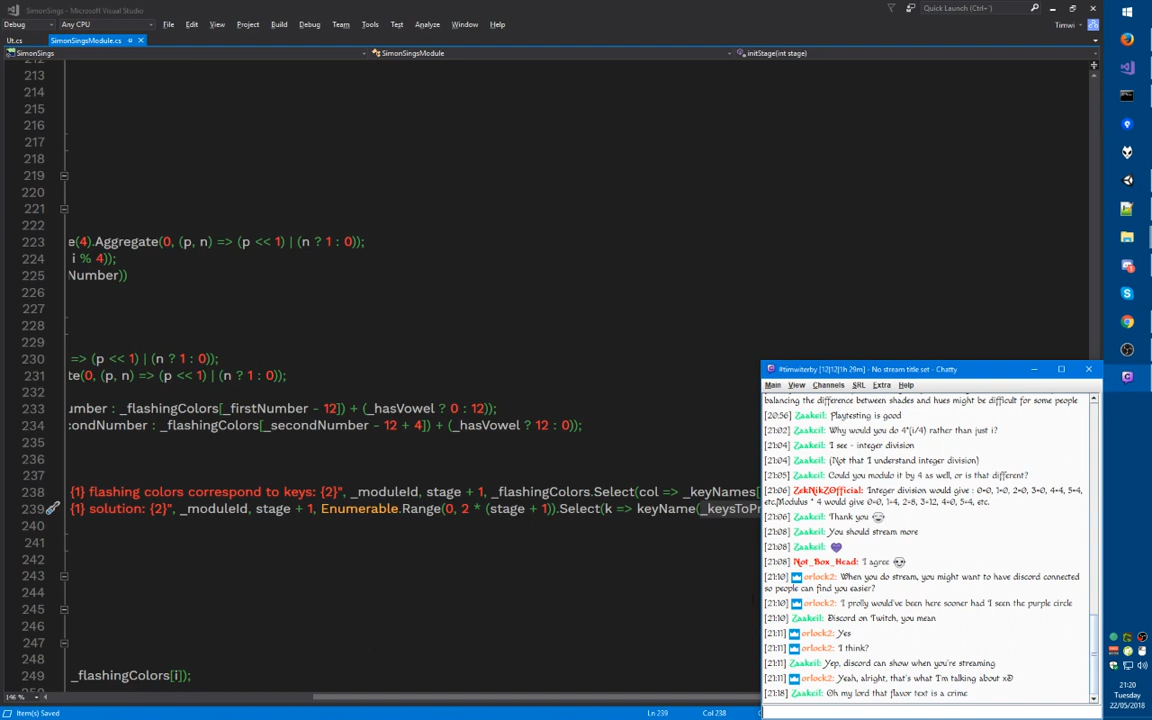 SimonSings - Microsoft Visual Studio
Quick Launch (Ctrl+Q)
File Edit View Project Build Debug Team Tools Test Analyze Window Help
Timwi
Debug Any CPU
Ut.cs SimonSingsModule.cs
SimonSings SimonSingsModule initStage(int stage)
212
213
214
215
216
217
218
219
220
221
222
223 e(4).Aggregate(0, (p, n) => (p << 1) | (n ? 1 : 0));
224 i % 4));
225 Number))
226
227
228
229
230 => (p << 1) | (n ? 1 : 0));
231 te(0, (p, n) => (p << 1) | (n ? 1 : 0));
232
233 umber : _flashingColors[_firstNumber - 12]) + (_hasVowel ? 0 : 12);
234 condNumber : _flashingColors[_secondNumber - 12 + 4]) + (_hasVowel ? 12 : 0));
235
236
237
238 {1} flashing colors correspond to keys: {2}", _moduleId, stage + 1, _flashingColors.Select(col => _keyNames[
239 {1} solution: {2}", _moduleId, stage + 1, Enumerable.Range(0, 2 * (stage + 1)).Select(k => keyName(_keysToPr
240
241
242
243
244
245
246
247
248
249 _flashingColors[i]);
250
146 %
Item(s) Saved
Ln 239 Col 238
#timwiterby [12|12|1h 29m] - No stream title set - Chatty
Main View Channels SRL Extra Help
balancing the difference between shades and hues might be difficult for some people
[20:56] Zaakeil: Playtesting is good
[21:02] Zaakeil: Why would you do 4*(i/4) rather than just i?
[21:04] Zaakeil: I see - integer division
[21:04] Zaakeil: (Not that I understand integer division)
[21:05] Zaakeil: Could you modulo it by 4 as well, or is that different?
[21:06] ZekNikZOfficial: Integer division would give : 0=0, 1=0, 2=0, 3=0, 4=4, 5=4,
etc.Modulus * 4 would give 0=0, 1=4, 2=8, 3=12, 4=0, 5=4, etc.
[21:06] Zaakeil: Thank you
[21:08] Zaakeil: You should stream more
[21:08] Zaakeil:
[21:08] Not_Box_Head: I agree
[21:10] orlock2: When you do stream, you might want to have discord connected
so people can find you easier?
[21:10] orlock2: I prolly would've been here sooner had I seen the purple circle
[21:10] Zaakeil: Discord on Twitch, you mean
[21:11] orlock2: Yes
[21:11] orlock2: I think?
[21:11] Zaakeil: Yep, discord can show when you're streaming
[21:11] orlock2: Yeah, alright, that's what I'm talking about xD
[21:18] Zaakeil: Oh my lord that flavor text is a crime
21:20
Tuesday
22/05/2018